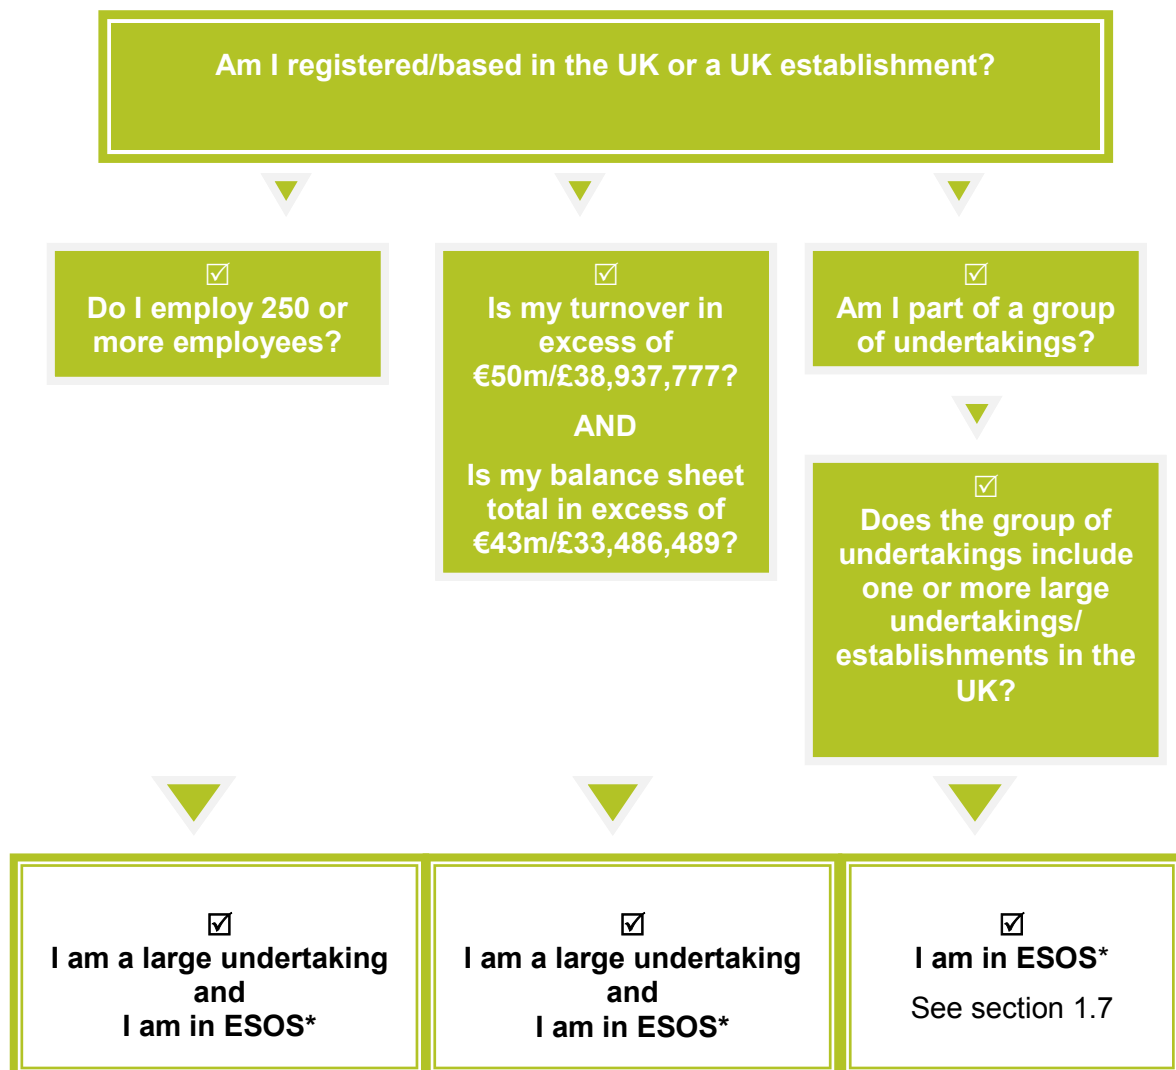 Am I registered/based in the UK or a UK establishment?
☑
Do I employ 250 or
more employees?
☑
Is my turnover in
excess of
€50m/£38,937,777?
AND
Is my balance sheet
total in excess of
€43m/£33,486,489?
☑
Am I part of a group
of undertakings?
☑
Does the group of
undertakings include
one or more large
undertakings/
establishments in the
UK?
☑
I am a large undertaking
and
I am in ESOS*
☑
I am a large undertaking
and
I am in ESOS*
☑
I am in ESOS*
See section 1.7